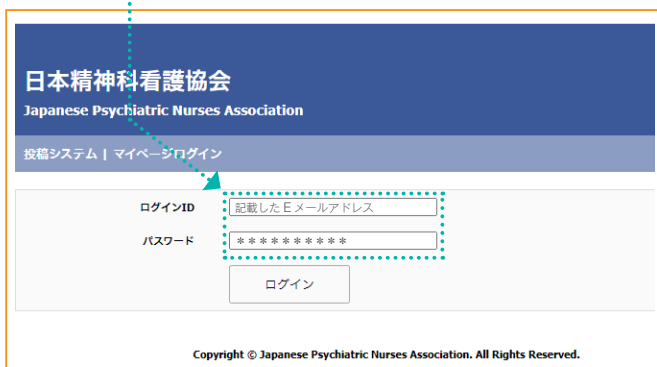 日本精神科看護協会
Japanese Psychiatric Nurses Association
投稿システム | マイページログイン
ログインID 記載したEメールアドレス
パスワード **********
ログイン
Copyright © Japanese Psychiatric Nurses Association. All Rights Reserved.